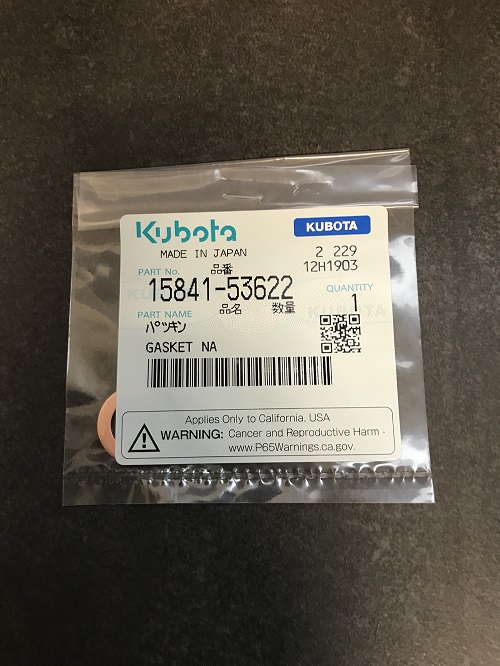 Kubota
KUBOTA
MADE IN JAPAN
2 229
品番
12H1903
PART No.
15841-53622
品名 数量
QUANTITY
PART NAME
1
パッキン
GASKET NA
Applies Only to California. USA
WARNING: Cancer and Reproductive Harm -
www.P65Warnings.ca.gov.